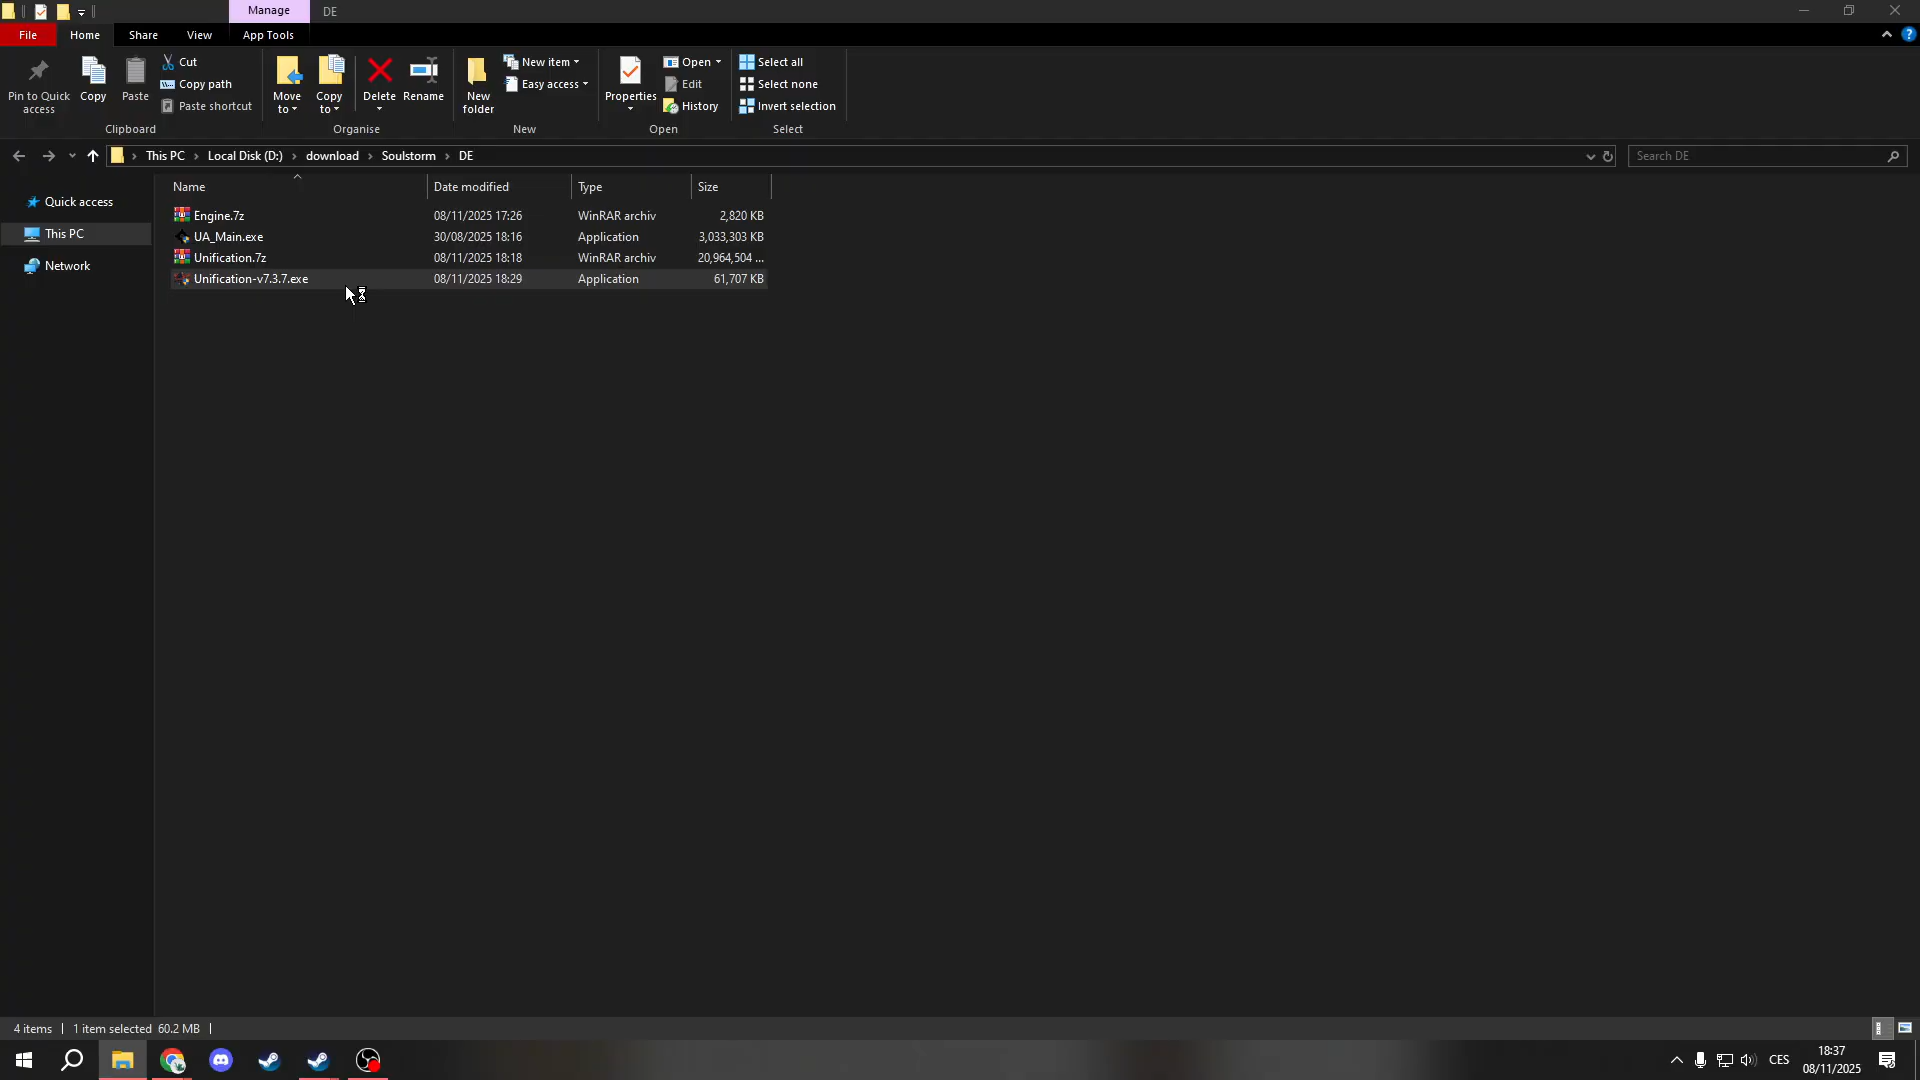 Manage
DE
File
Home
Share
View
App Tools
Pin to Quick
access
Copy
Paste
Cut
Copy path
Paste shortcut
Clipboard
Move
to
Copy
to
Delete
Rename
Organise
New
folder
New item
Easy access
New
Properties
Open
Edit
History
Open
Select all
Select none
Invert selection
Select
This PC
Local Disk (D:)
download
Soulstorm
DE
Search DE
Quick access
This PC
Network
Name
Date modified
Type
Size
Engine.7z
08/11/2025 17:26
WinRAR archiv
2,820 KB
UA_Main.exe
30/08/2025 18:16
Application
3,033,303 KB
Unification.7z
08/11/2025 18:18
WinRAR archiv
20,964,504 ...
Unification-v7.3.7.exe
08/11/2025 18:29
Application
61,707 KB
4 items
1 item selected 60.2 MB
CES
18:37
08/11/2025